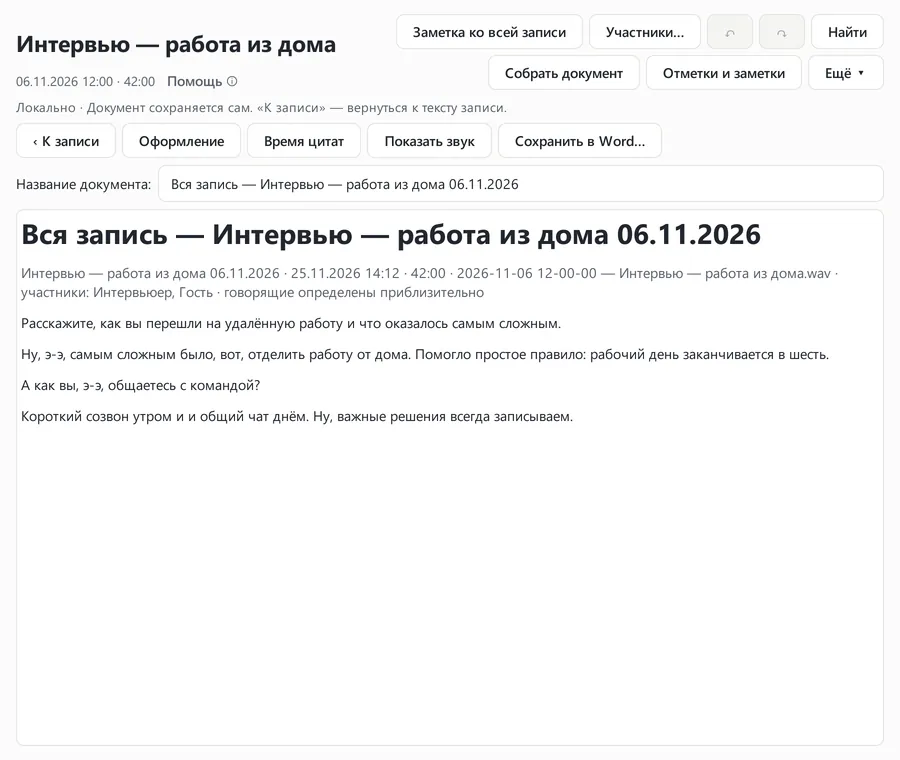 Интервью — работа из дома
Заметка ко всей записи
Участники...
Найти
06.11.2026 12:00 · 42:00 Помощь
Собрать документ
Отметки и заметки
Ещё
Локально · Документ сохраняется сам. «К записи» — вернуться к тексту записи.
‹ К записи
Оформление
Время цитат
Показать звук
Сохранить в Word...
Название документа: Вся запись — Интервью — работа из дома 06.11.2026
Вся запись — Интервью — работа из дома 06.11.2026
Интервью — работа из дома 06.11.2026 · 25.11.2026 14:12 · 42:00 · 2026-11-06 12-00-00 — Интервью — работа из дома.wav ·
участники: Интервьюер, Гость · говорящие определены приблизительно
Расскажите, как вы перешли на удалённую работу и что оказалось самым сложным.
Ну, э-э, самым сложным было, вот, отделить работу от дома. Помогло простое правило: рабочий день заканчивается в шесть.
А как вы, э-э, общаетесь с командой?
Короткий созвон утром и и общий чат днём. Ну, важные решения всегда записываем.